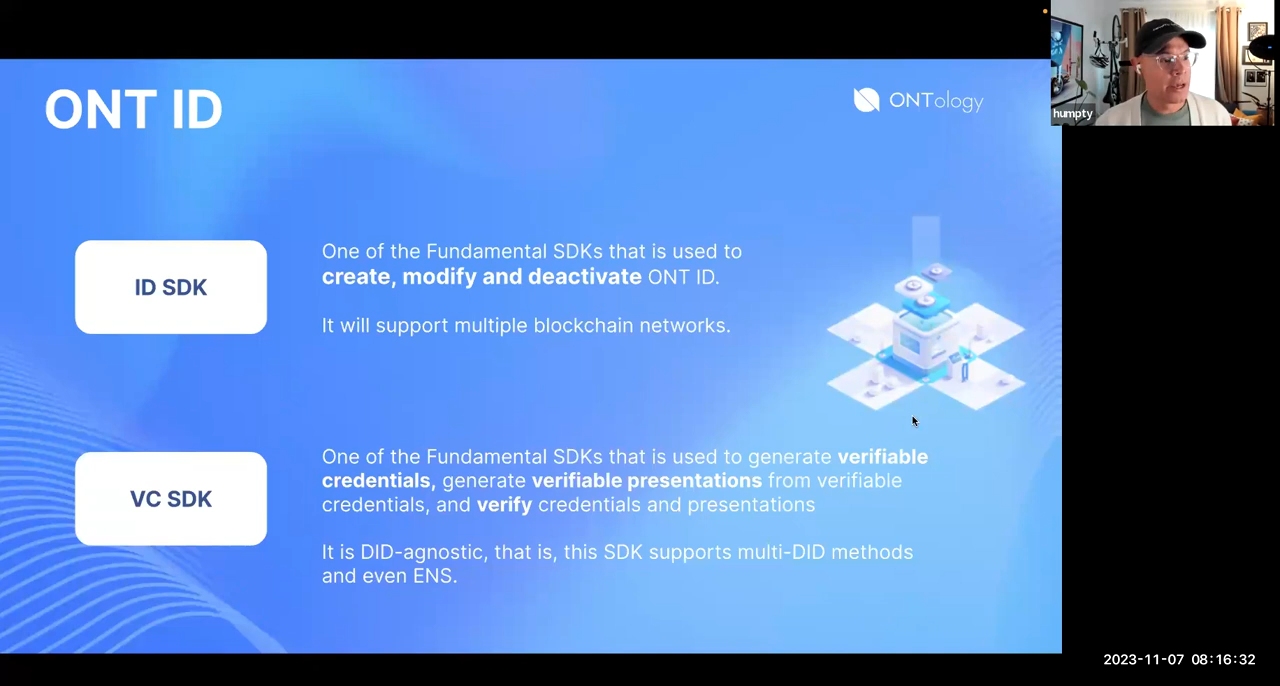 ONT ID
ONTology
humpty
ID SDK
One of the Fundamental SDKs that is used to
create, modify and deactivate ONT ID.
It will support multiple blockchain networks.
VC SDK
One of the Fundamental SDKs that is used to generate verifiable
credentials, generate verifiable presentations from verifiable
credentials, and verify credentials and presentations
It is DID-agnostic, that is, this SDK supports multi-DID methods
and even ENS.
2023-11-07 08:16:32